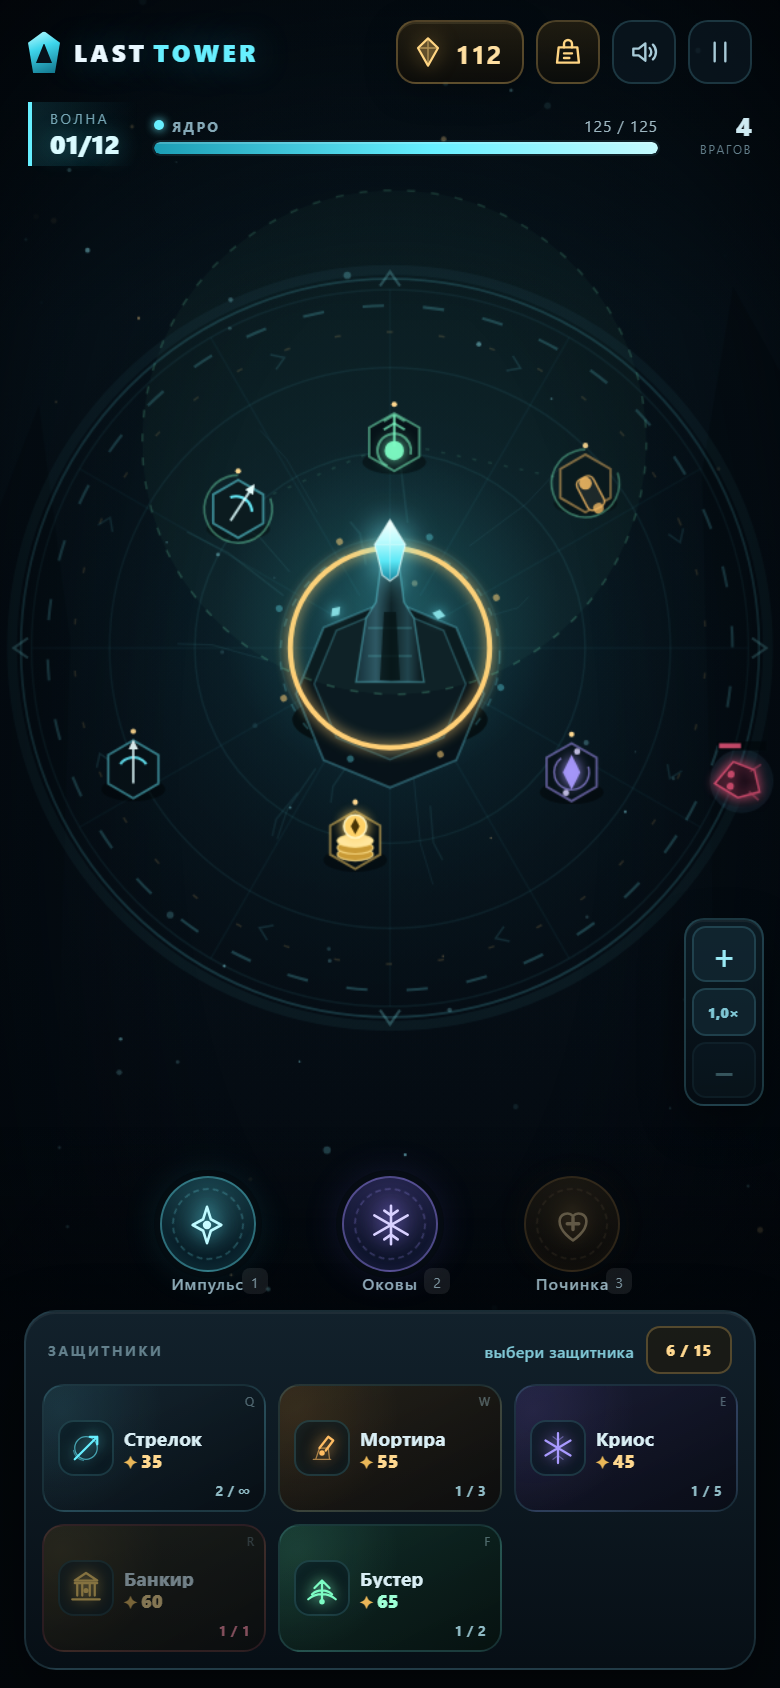 LAST TOWER
112
ВОЛНА
01/12
ЯДРО
125 / 125
4
ВРАГОВ
+
1,0×
−
Импульс 1
Оковы 2
Починка 3
ЗАЩИТНИКИ
выбери защитника
6 / 15
Q
Стрелок
35
2 / ∞
W
Мортира
55
1 / 3
E
Криос
45
1 / 5
R
Банкир
60
1 / 1
F
Бустер
65
1 / 2